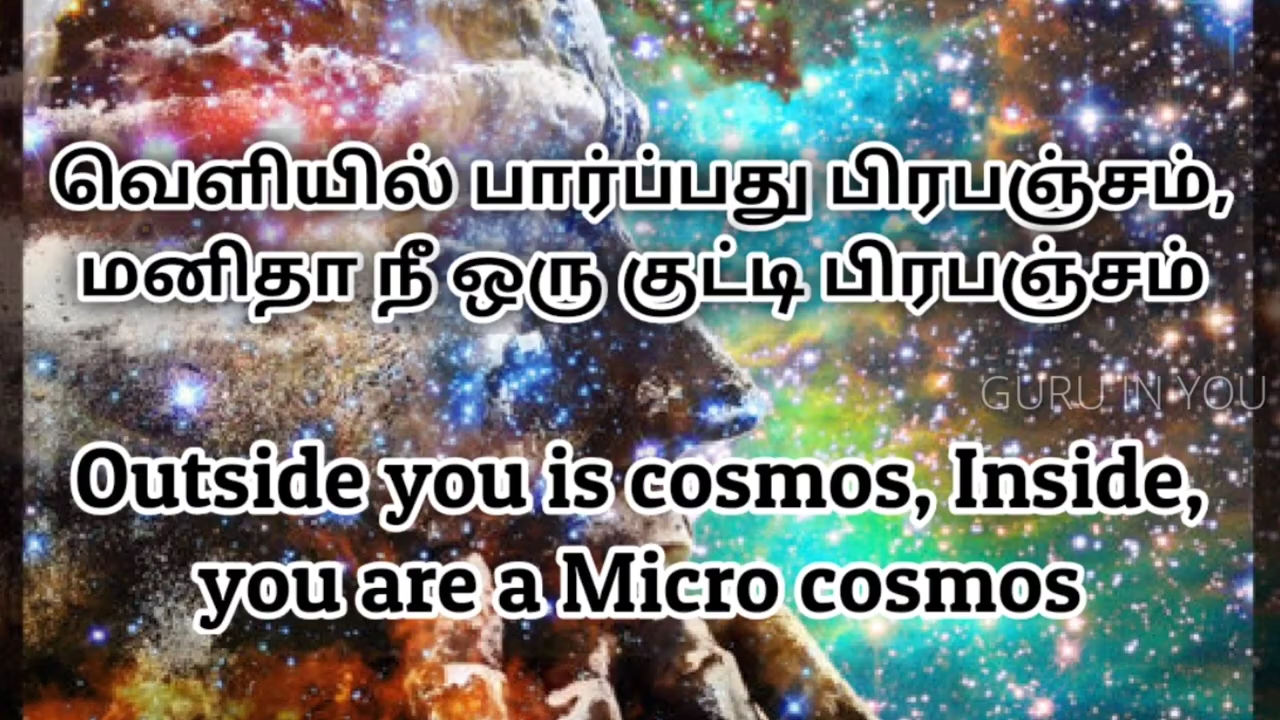 வெளியில் பார்ப்பது பிரபஞ்சம்,
மனிதா நீ ஒரு குட்டி பிரபஞ்சம்
GURU IN YOU
Outside you is cosmos, Inside,
you are a Micro cosmos